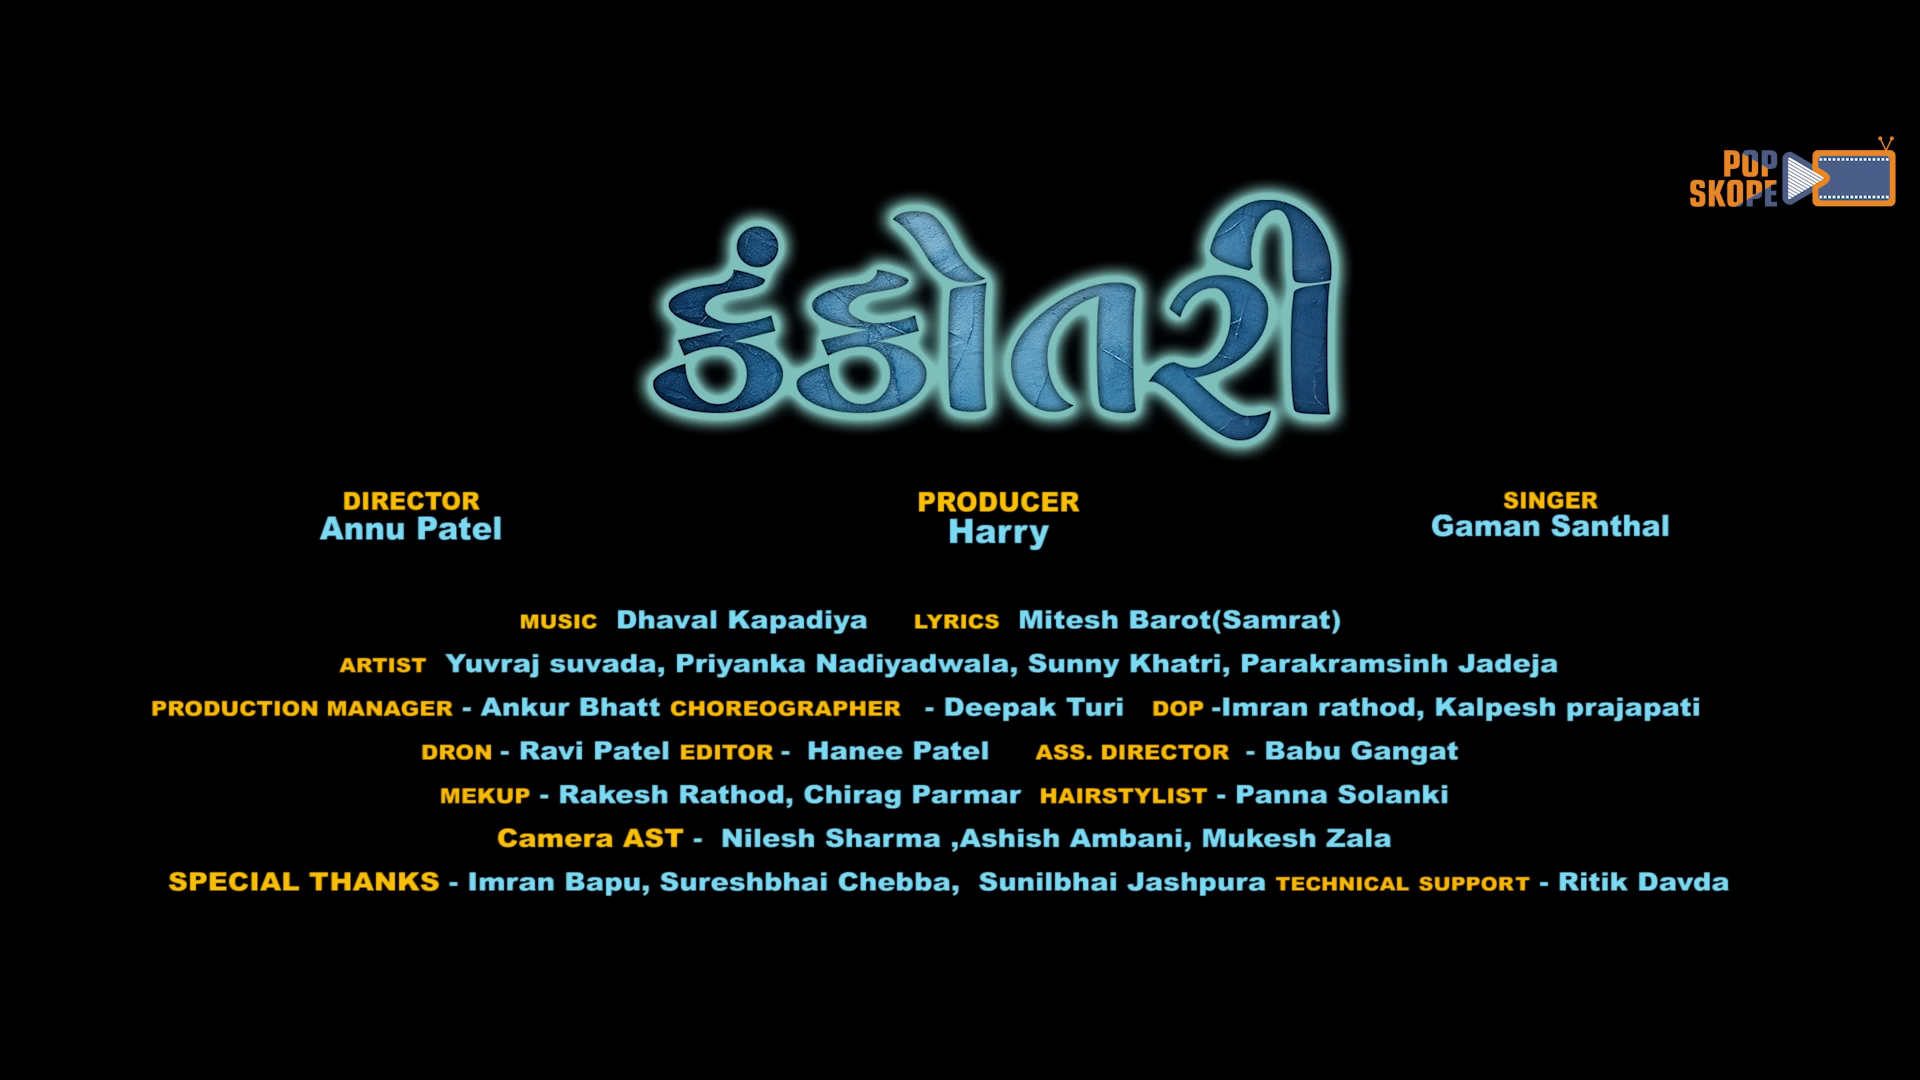 POP
SKOPE
કંકોતરી
DIRECTOR PRODUCER SINGER
Annu Patel Harry Gaman Santhal
MUSIC Dhaval Kapadiya LYRICS Mitesh Barot(Samrat)
ARTIST Yuvraj suvada, Priyanka Nadiyadwala, Sunny Khatri, Parakramsinh Jadeja
PRODUCTION MANAGER - Ankur Bhatt CHOREOGRAPHER - Deepak Turi DOP -Imran rathod, Kalpesh prajapati
DRON - Ravi Patel EDITOR - Hanee Patel ASS. DIRECTOR - Babu Gangat
MEKUP - Rakesh Rathod, Chirag Parmar HAIRSTYLIST - Panna Solanki
Camera AST - Nilesh Sharma ,Ashish Ambani, Mukesh Zala
SPECIAL THANKS - Imran Bapu, Sureshbhai Chebba, Sunilbhai Jashpura TECHNICAL SUPPORT - Ritik Davda